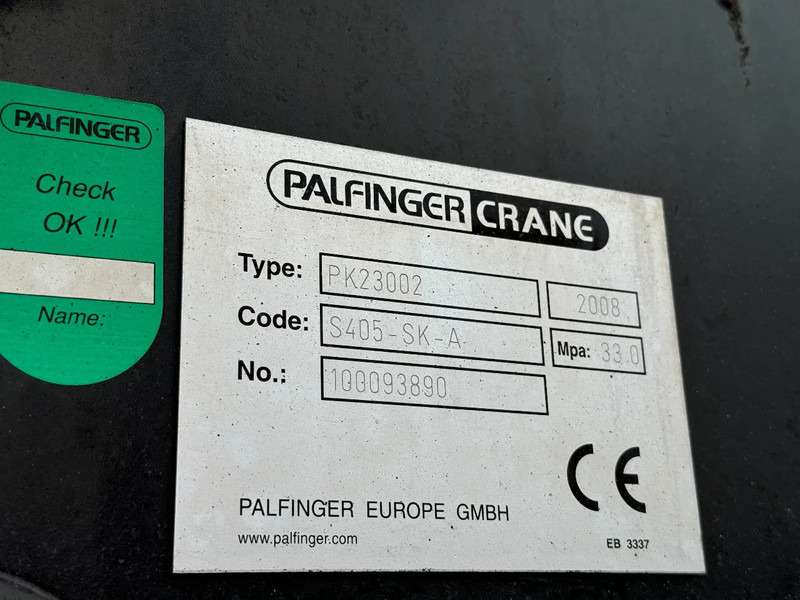 PALFINGER
Check
OK !!!
Name:
PALFINGER CRANE
Type: PK23002 2008
Code: S405-SK-A Mpa: 33.0
No.: 100093890
PALFINGER EUROPE GMBH
www.palfinger.com
EB 3337
CE